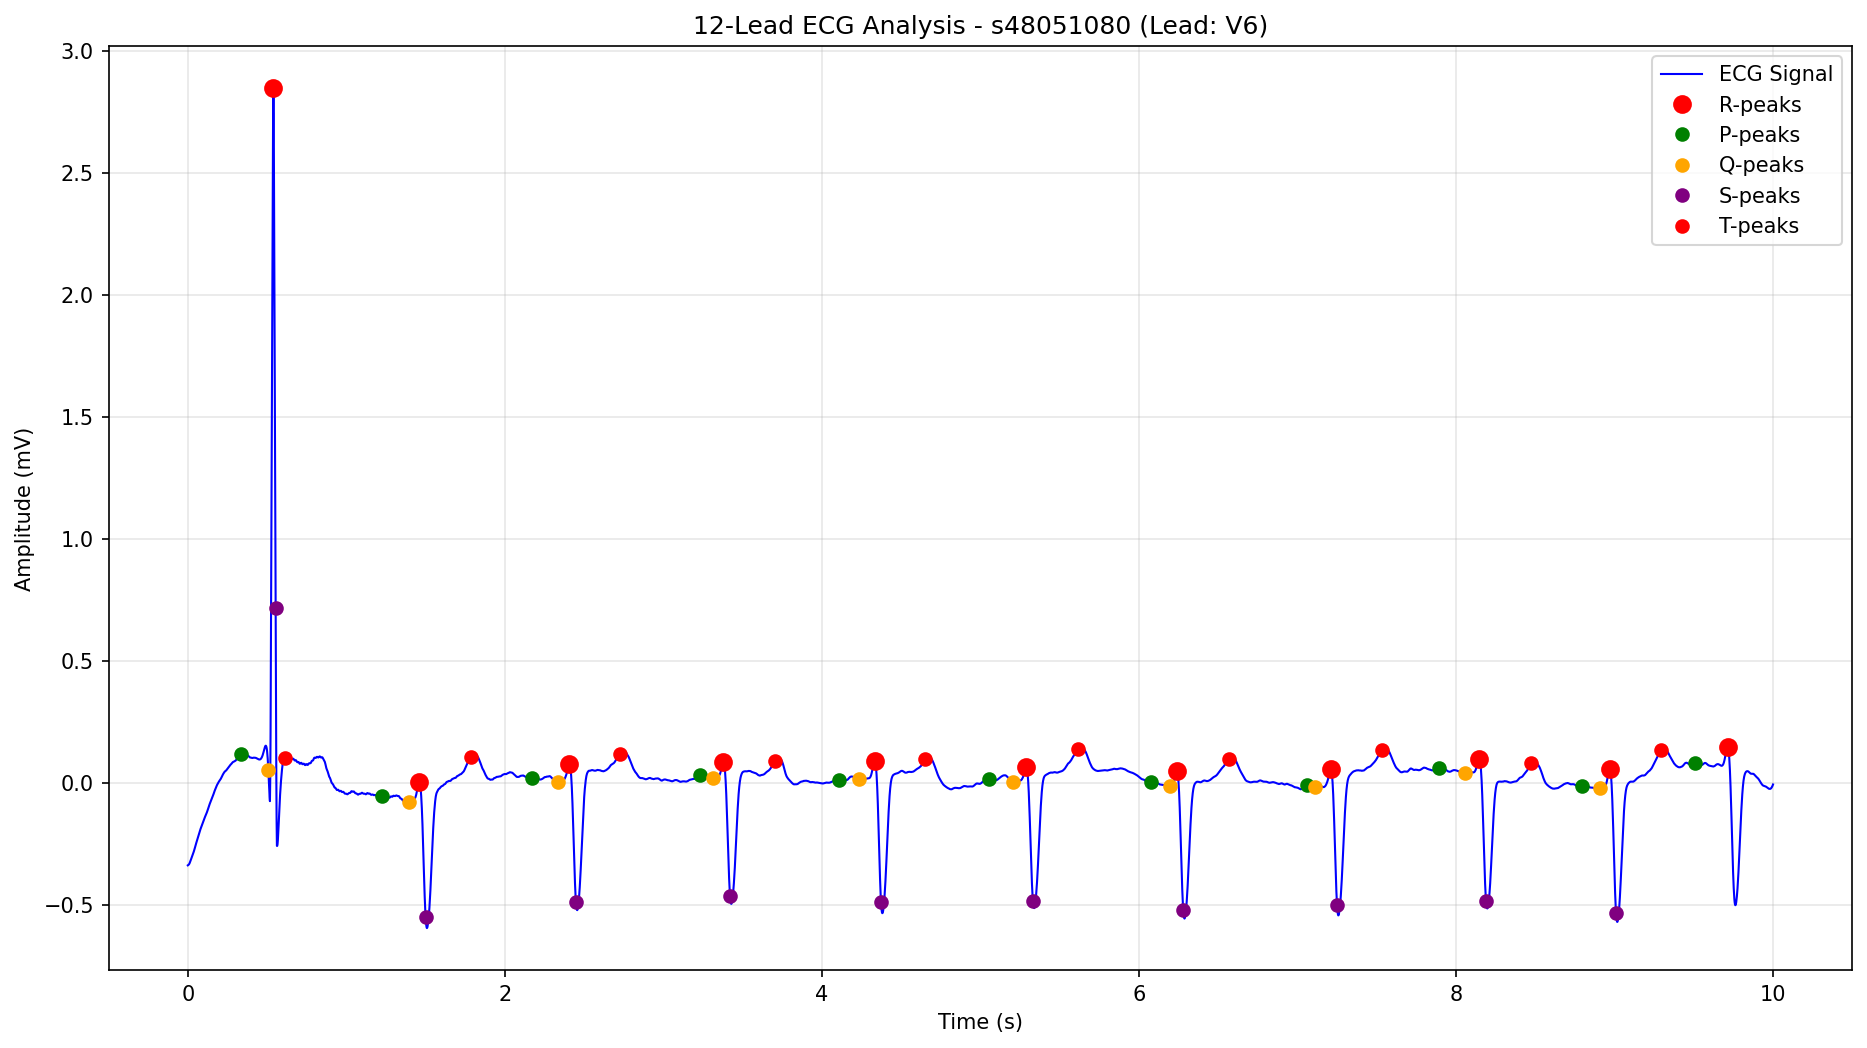 12-Lead ECG Analysis - s48051080 (Lead: V6)
3.0
2.5
2.0
1.5
1.0
0.5
0.0
−0.5
Amplitude (mV)
ECG Signal
R-peaks
P-peaks
Q-peaks
S-peaks
T-peaks
0 2 4 6 8 10
Time (s)